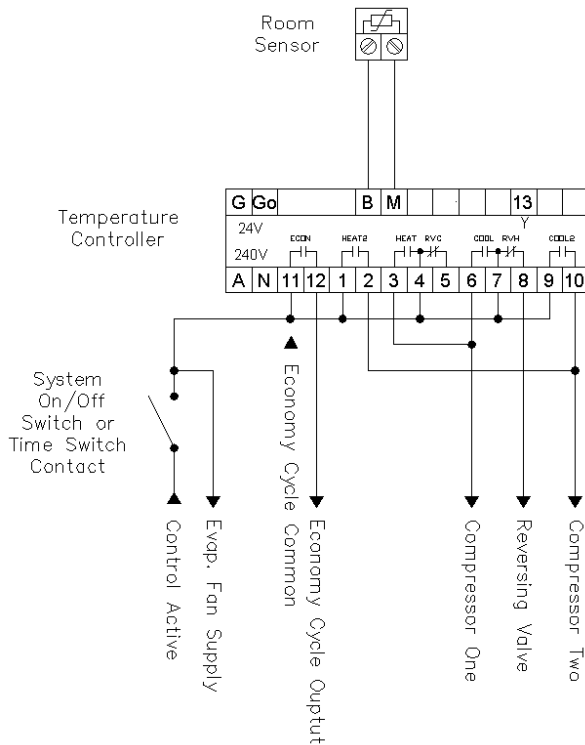 Room
Sensor
Temperature
Controller
G Go B M 13
24V Y
240V ECON HEAT2 HEAT RVC COOL RVH COOL2
A N 11 12 1 2 3 4 5 6 7 8 9 10
System
On/Off
Switch or
Time Switch
Contact
Control Active
Evap. Fan Supply
Economy Cycle Common
Economy Cycle Ouptut
Compressor One
Reversing Valve
Compressor Two